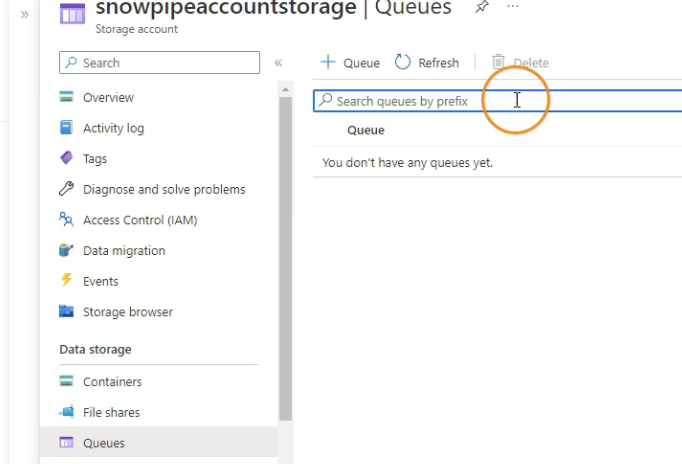 snowpipeaccountstorage | Queues
Storage account
Search
Overview
Activity log
Tags
Diagnose and solve problems
Access Control (IAM)
Data migration
Events
Storage browser
Data storage
Containers
File shares
Queues
Queue Refresh Delete
Search queues by prefix
Queue
You don't have any queues yet.